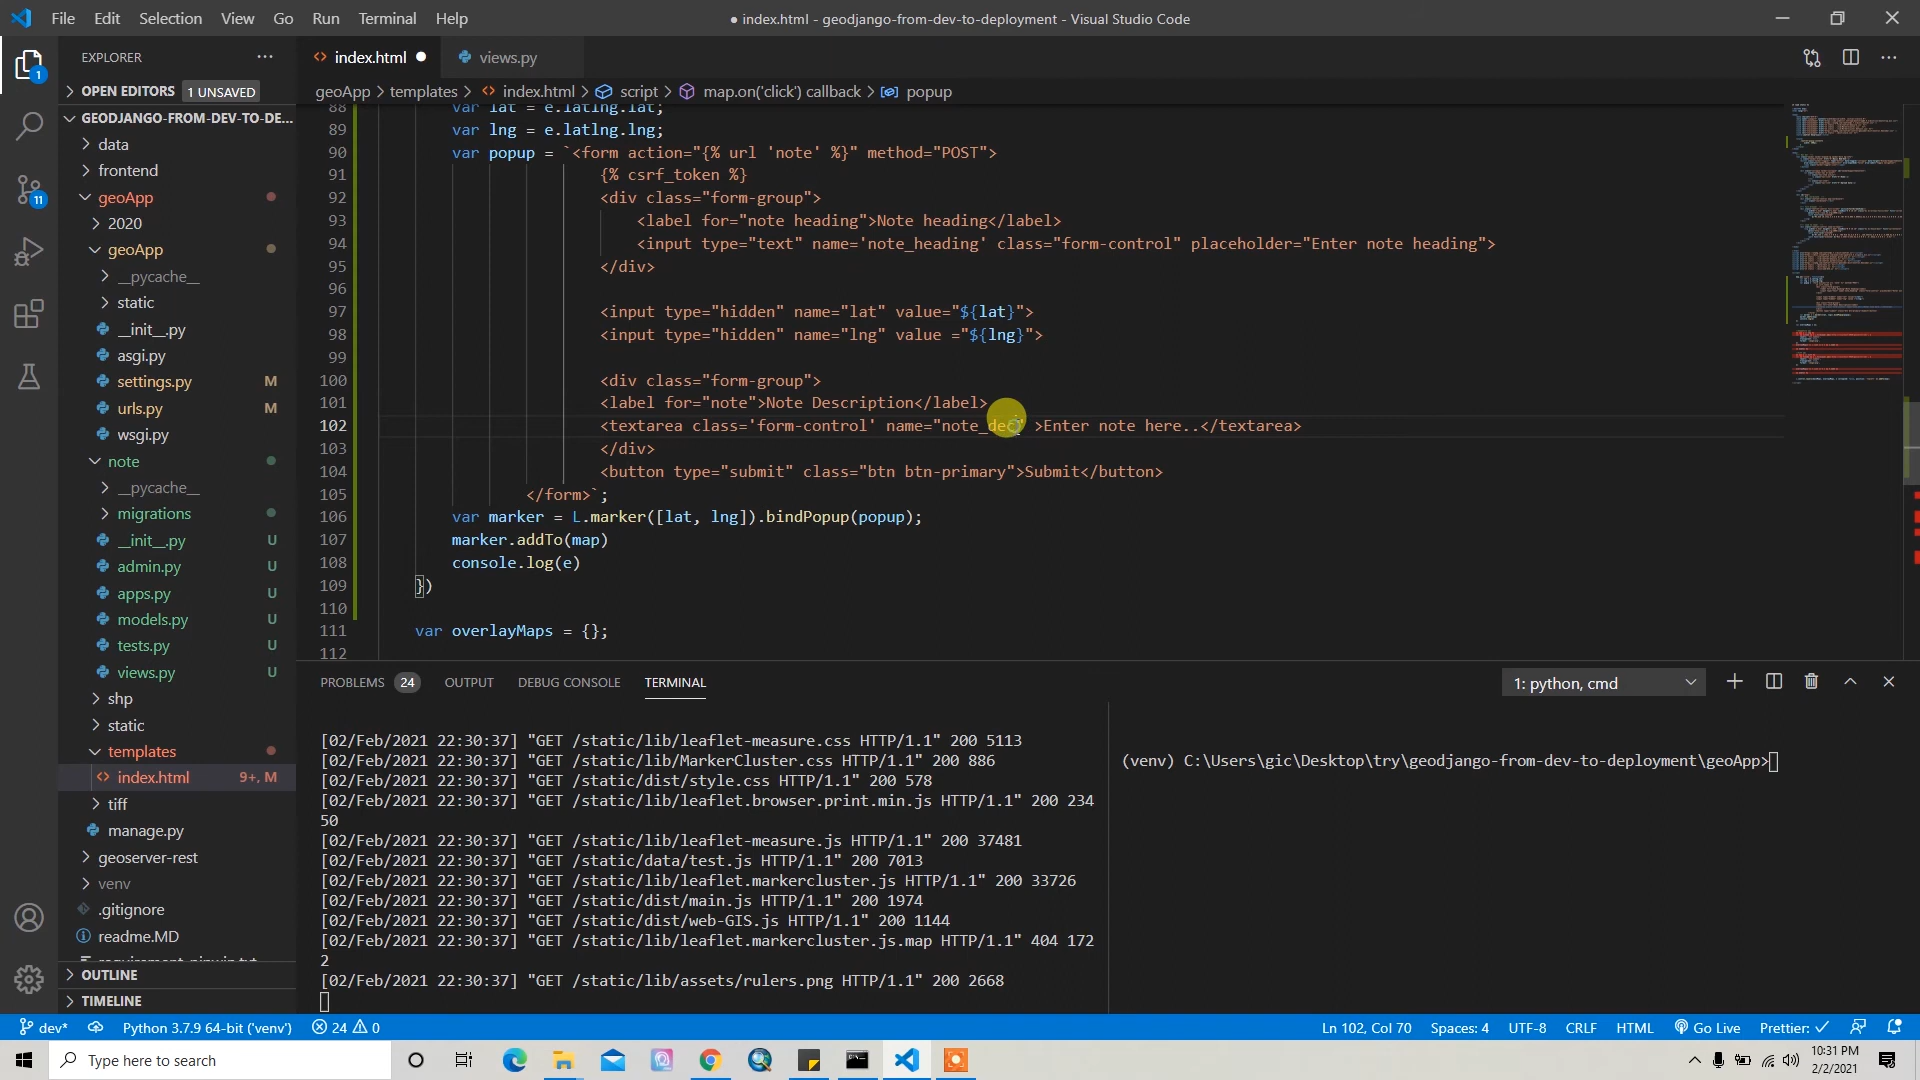 File Edit Selection View Go Run Terminal Help
● index.html - geodjango-from-dev-to-deployment - Visual Studio Code
EXPLORER
index.html
views.py
OPEN EDITORS 1 UNSAVED
geoApp > templates > index.html > script > map.on('click') callback > popup
GEODJANGO-FROM-DEV-TO-DE...
data
frontend
geoApp
2020
geoApp
__pycache__
static
__init__.py
asgi.py
settings.py M
urls.py M
wsgi.py
note
__pycache__
migrations
__init__.py U
admin.py U
apps.py U
models.py U
tests.py U
views.py U
shp
static
templates
index.html 9+, M
tiff
manage.py
geoserver-rest
venv
.gitignore
readme.MD
OUTLINE
TIMELINE
88 var lat = e.latlng.lat;
89 var lng = e.latlng.lng;
90 var popup = `<form action="{% url 'note' %}" method="POST">
91 {% csrf_token %}
92 <div class="form-group">
93 <label for="note heading">Note heading</label>
94 <input type="text" name='note_heading' class="form-control" placeholder="Enter note heading">
95 </div>
96
97 <input type="hidden" name="lat" value="${lat}">
98 <input type="hidden" name="lng" value ="${lng}">
99
100 <div class="form-group">
101 <label for="note">Note Description</label>
102 <textarea class='form-control' name="note_dec" >Enter note here..</textarea>
103 </div>
104 <button type="submit" class="btn btn-primary">Submit</button>
105 </form>`;
106 var marker = L.marker([lat, lng]).bindPopup(popup);
107 marker.addTo(map)
108 console.log(e)
109 })
110
111 var overlayMaps = {};
112
PROBLEMS 24 OUTPUT DEBUG CONSOLE TERMINAL
1: python, cmd
[02/Feb/2021 22:30:37] "GET /static/lib/leaflet-measure.css HTTP/1.1" 200 5113
[02/Feb/2021 22:30:37] "GET /static/lib/MarkerCluster.css HTTP/1.1" 200 886
[02/Feb/2021 22:30:37] "GET /static/dist/style.css HTTP/1.1" 200 578
[02/Feb/2021 22:30:37] "GET /static/lib/leaflet.browser.print.min.js HTTP/1.1" 200 234
50
[02/Feb/2021 22:30:37] "GET /static/lib/leaflet-measure.js HTTP/1.1" 200 37481
[02/Feb/2021 22:30:37] "GET /static/data/test.js HTTP/1.1" 200 7013
[02/Feb/2021 22:30:37] "GET /static/lib/leaflet.markercluster.js HTTP/1.1" 200 33726
[02/Feb/2021 22:30:37] "GET /static/dist/main.js HTTP/1.1" 200 1974
[02/Feb/2021 22:30:37] "GET /static/dist/web-GIS.js HTTP/1.1" 200 1144
[02/Feb/2021 22:30:37] "GET /static/lib/leaflet.markercluster.js.map HTTP/1.1" 404 172
2
[02/Feb/2021 22:30:37] "GET /static/lib/assets/rulers.png HTTP/1.1" 200 2668
(venv) C:\Users\gic\Desktop\try\geodjango-from-dev-to-deployment\geoApp>
1
11
dev* Python 3.7.9 64-bit ('venv') 24 0
Ln 102, Col 70 Spaces: 4 UTF-8 CRLF HTML Go Live Prettier: ✓
Type here to search
10:31 PM
2/2/2021